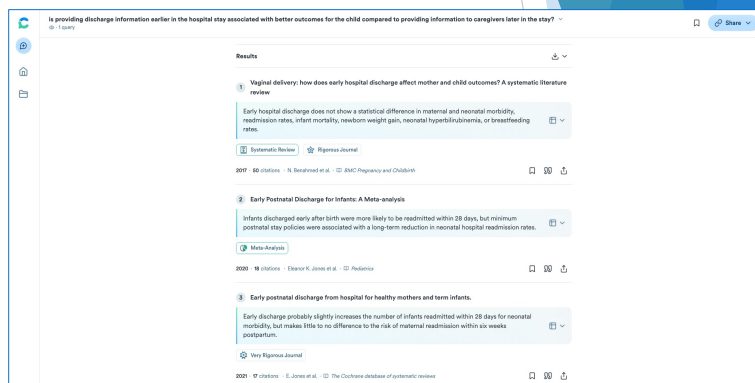 Is providing discharge information earlier in the hospital stay associated with better outcomes for the child compared to providing information to caregivers later in the stay?
· 1 query
Share
Results
1 Vaginal delivery: how does early hospital discharge affect mother and child outcomes? A systematic literature
review
Early hospital discharge does not show a statistical difference in maternal and neonatal morbidity,
readmission rates, infant mortality, newborn weight gain, neonatal hyperbilirubinemia, or breastfeeding
rates.
Systematic Review Rigorous Journal
2017 · 50 citations · N. Benahmed et al. · BMC Pregnancy and Childbirth
2 Early Postnatal Discharge for Infants: A Meta-analysis
Infants discharged early after birth were more likely to be readmitted within 28 days, but minimum
postnatal stay policies were associated with a long-term reduction in neonatal hospital readmission rates.
Meta-Analysis
2020 · 18 citations · Eleanor K. Jones et al. · Pediatrics
3 Early postnatal discharge from hospital for healthy mothers and term infants.
Early discharge probably slightly increases the number of infants readmitted within 28 days for neonatal
morbidity, but makes little to no difference to the risk of maternal readmission within six weeks
postpartum.
Very Rigorous Journal
2021 · 17 citations · E. Jones et al. · The Cochrane database of systematic reviews